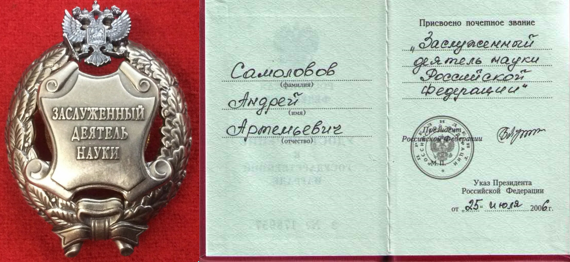 ЗАСЛУЖЕННЫЙ
ДЕЯТЕЛЬ
НАУКИ
Самоловов
(фамилия)
Андрей
(имя)
Артемьевич
(отчество)
Присвоено почетное звание
„Заслуженный
деятель науки
Российской
Федерации"
Президент
Российской Федерации
М.П.
Указ Президента
Российской Федерации
от „25„ июля 2006 г.